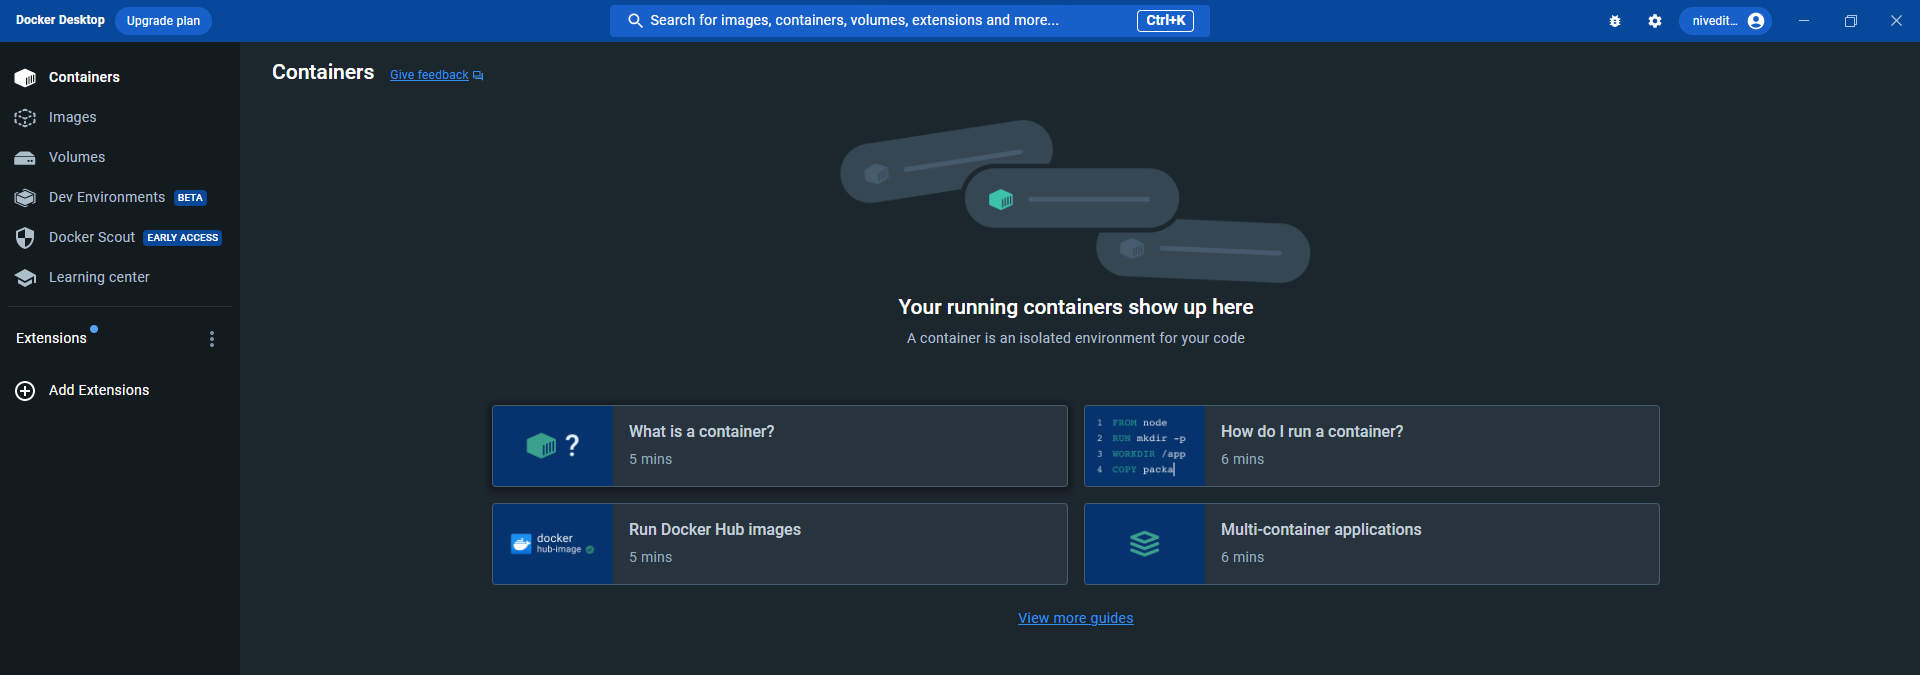 Docker Desktop
Upgrade plan
Search for images, containers, volumes, extensions and more...
Ctrl+K
nivedit...
Containers
Images
Volumes
Dev Environments BETA
Docker Scout EARLY ACCESS
Learning center
Extensions
Add Extensions
Containers
Give feedback
Your running containers show up here
A container is an isolated environment for your code
?
What is a container?
5 mins
1 FROM node
2 RUN mkdir -p
3 WORKDIR /app
4 COPY packa
How do I run a container?
6 mins
docker
hub-image
Run Docker Hub images
5 mins
Multi-container applications
6 mins
View more guides